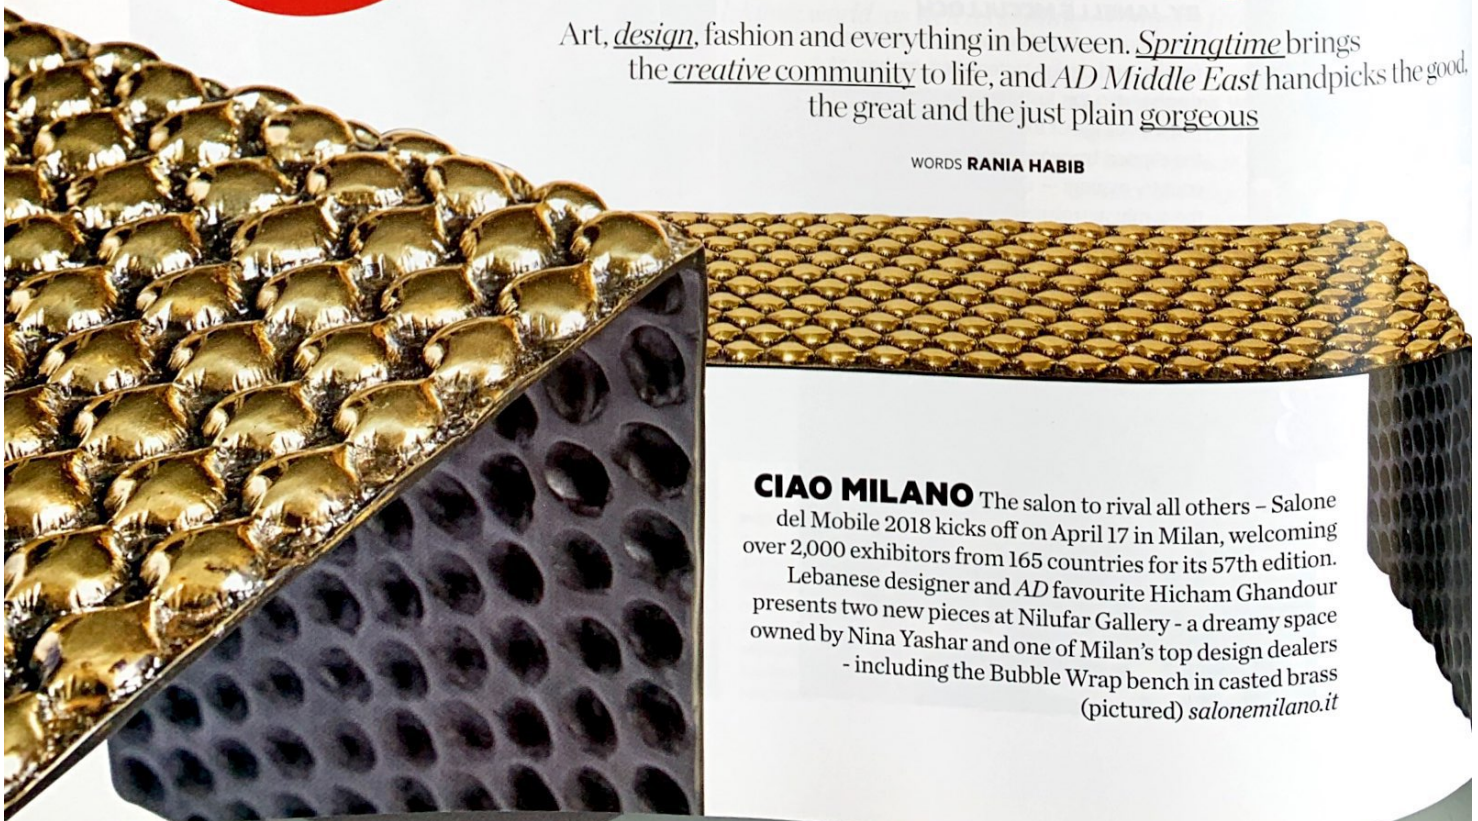 Art, design, fashion and everything in between. Springtime brings
the creative community to life, and AD Middle East handpicks the good,
the great and the just plain gorgeous
WORDS RANIA HABIB
CIAO MILANO The salon to rival all others – Salone
del Mobile 2018 kicks off on April 17 in Milan, welcoming
over 2,000 exhibitors from 165 countries for its 57th edition.
Lebanese designer and AD favourite Hicham Ghandour
presents two new pieces at Nilufar Gallery - a dreamy space
owned by Nina Yashar and one of Milan’s top design dealers
- including the Bubble Wrap bench in casted brass
(pictured) salonemilano.it